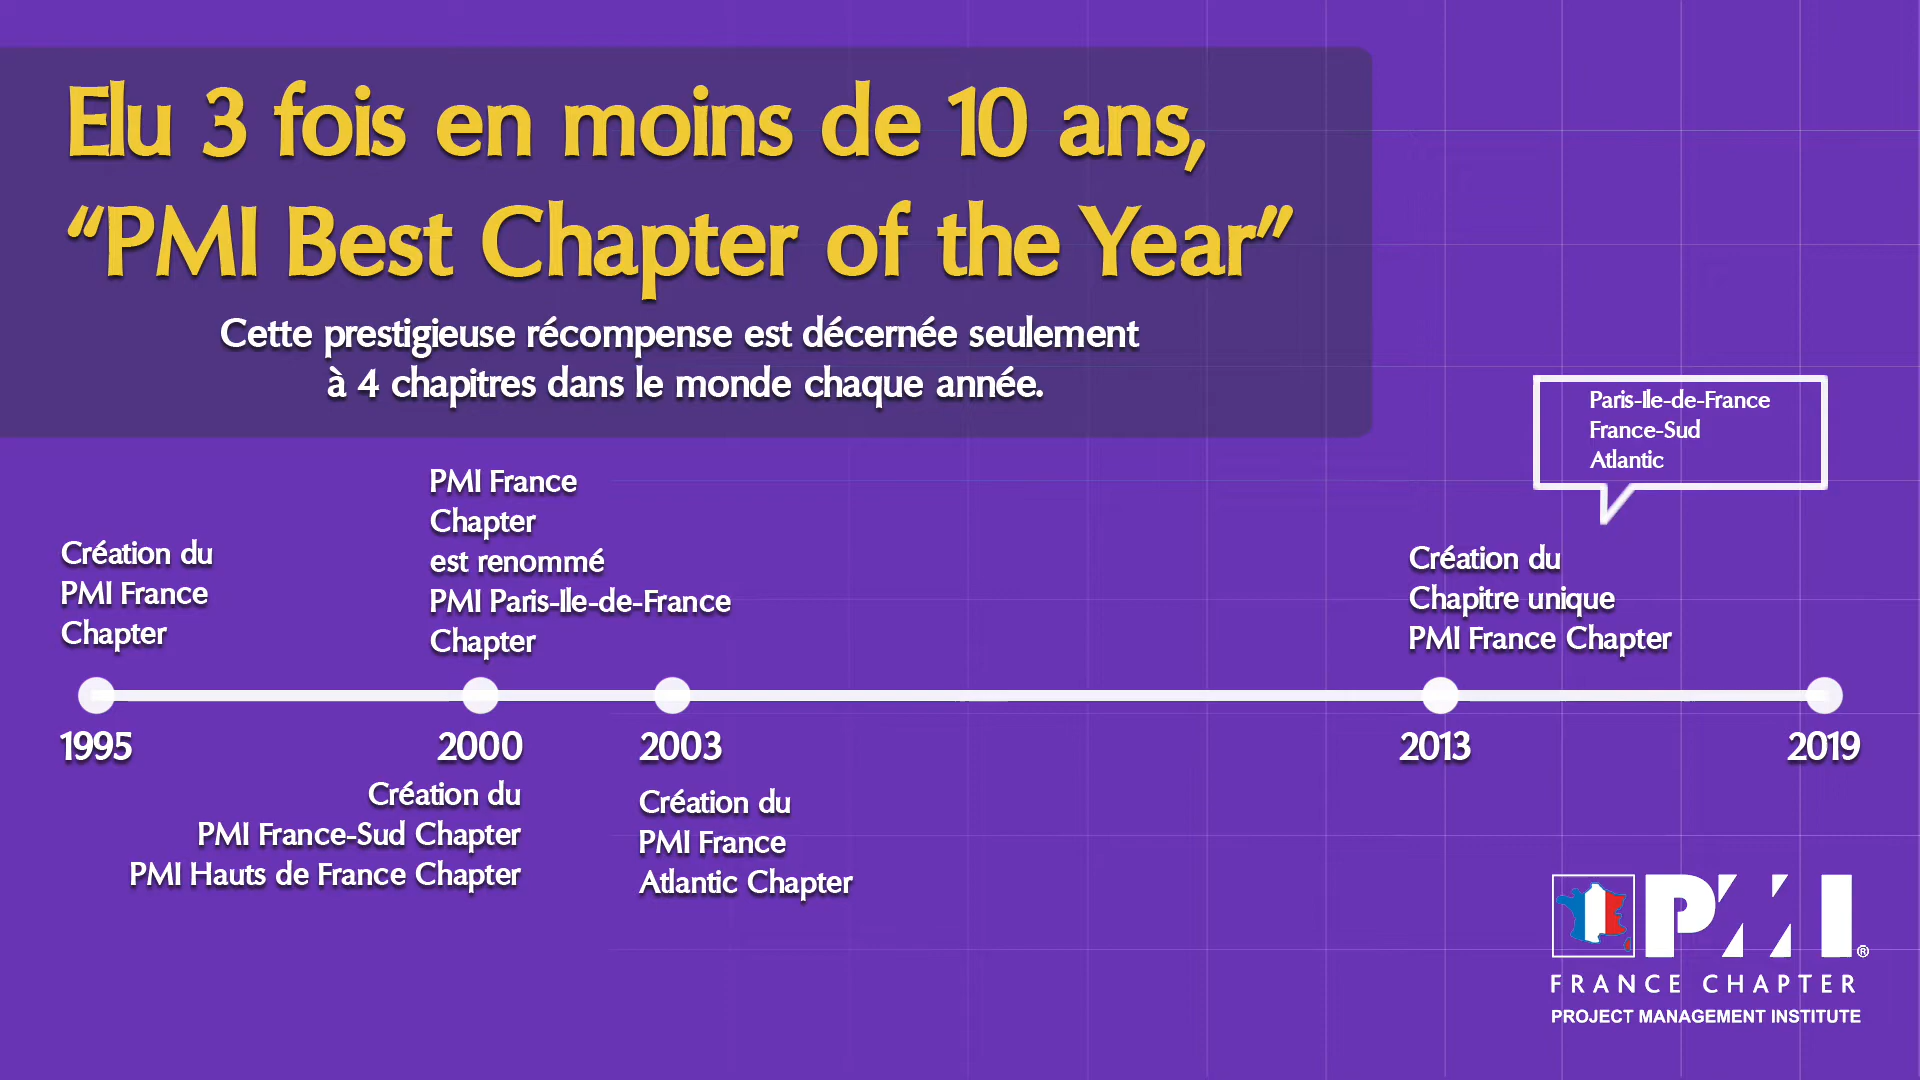 Elu 3 fois en moins de 10 ans,
“PMI Best Chapter of the Year”
Cette prestigieuse récompense est décernée seulement
à 4 chapitres dans le monde chaque année.
Création du
PMI France
Chapter
1995
PMI France
Chapter
est renommé
PMI Paris-Ile-de-France
Chapter
2000
Création du
PMI France-Sud Chapter
PMI Hauts de France Chapter
2003
Création du
PMI France
Atlantic Chapter
Paris-Ile-de-France
France-Sud
Atlantic
Création du
Chapitre unique
PMI France Chapter
2013
2019
PMI®
FRANCE CHAPTER
PROJECT MANAGEMENT INSTITUTE